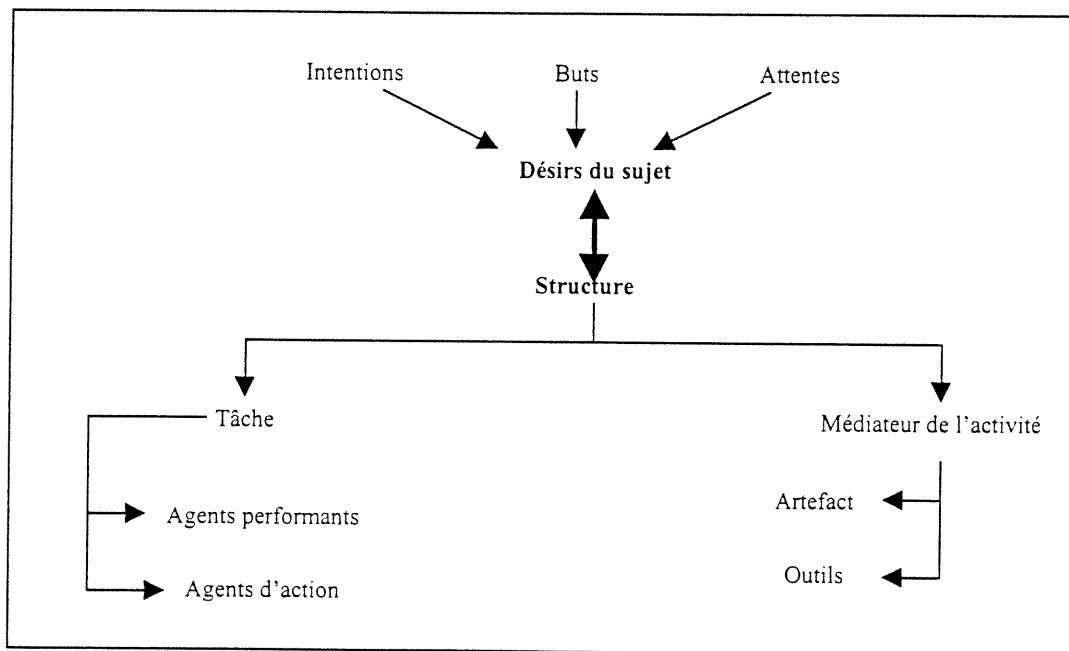 Intentions
Buts
Attentes
Désirs du sujet
Structure
Tâche
Médiateur de l'activité
Agents performants
Artefact
Agents d'action
Outils